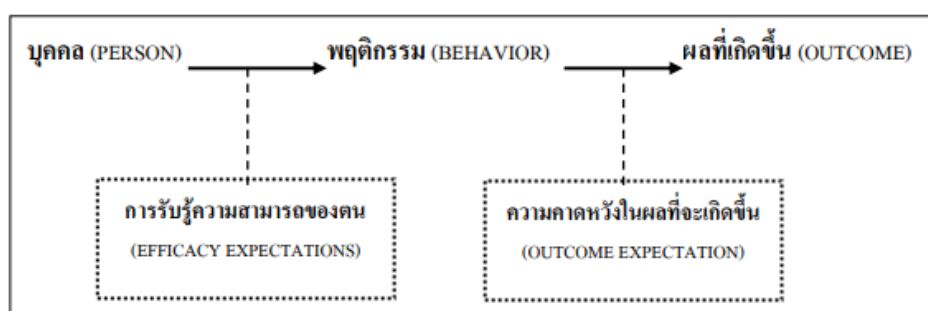 บุคคล (PERSON) พฤติกรรม (BEHAVIOR) ผลที่เกิดขึ้น (OUTCOME)
การรับรู้ความสามารถของตน
(EFFICACY EXPECTATIONS)
ความคาดหวังในผลที่จะเกิดขึ้น
(OUTCOME EXPECTATION)